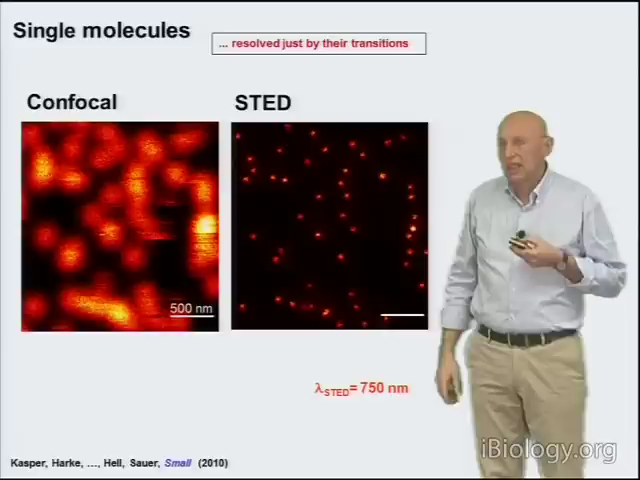 Single molecules
... resolved just by their transitions
Confocal
STED
500 nm
λSTED= 750 nm
Kasper, Harke, ..., Hell, Sauer, Small (2010)
iBiology.org